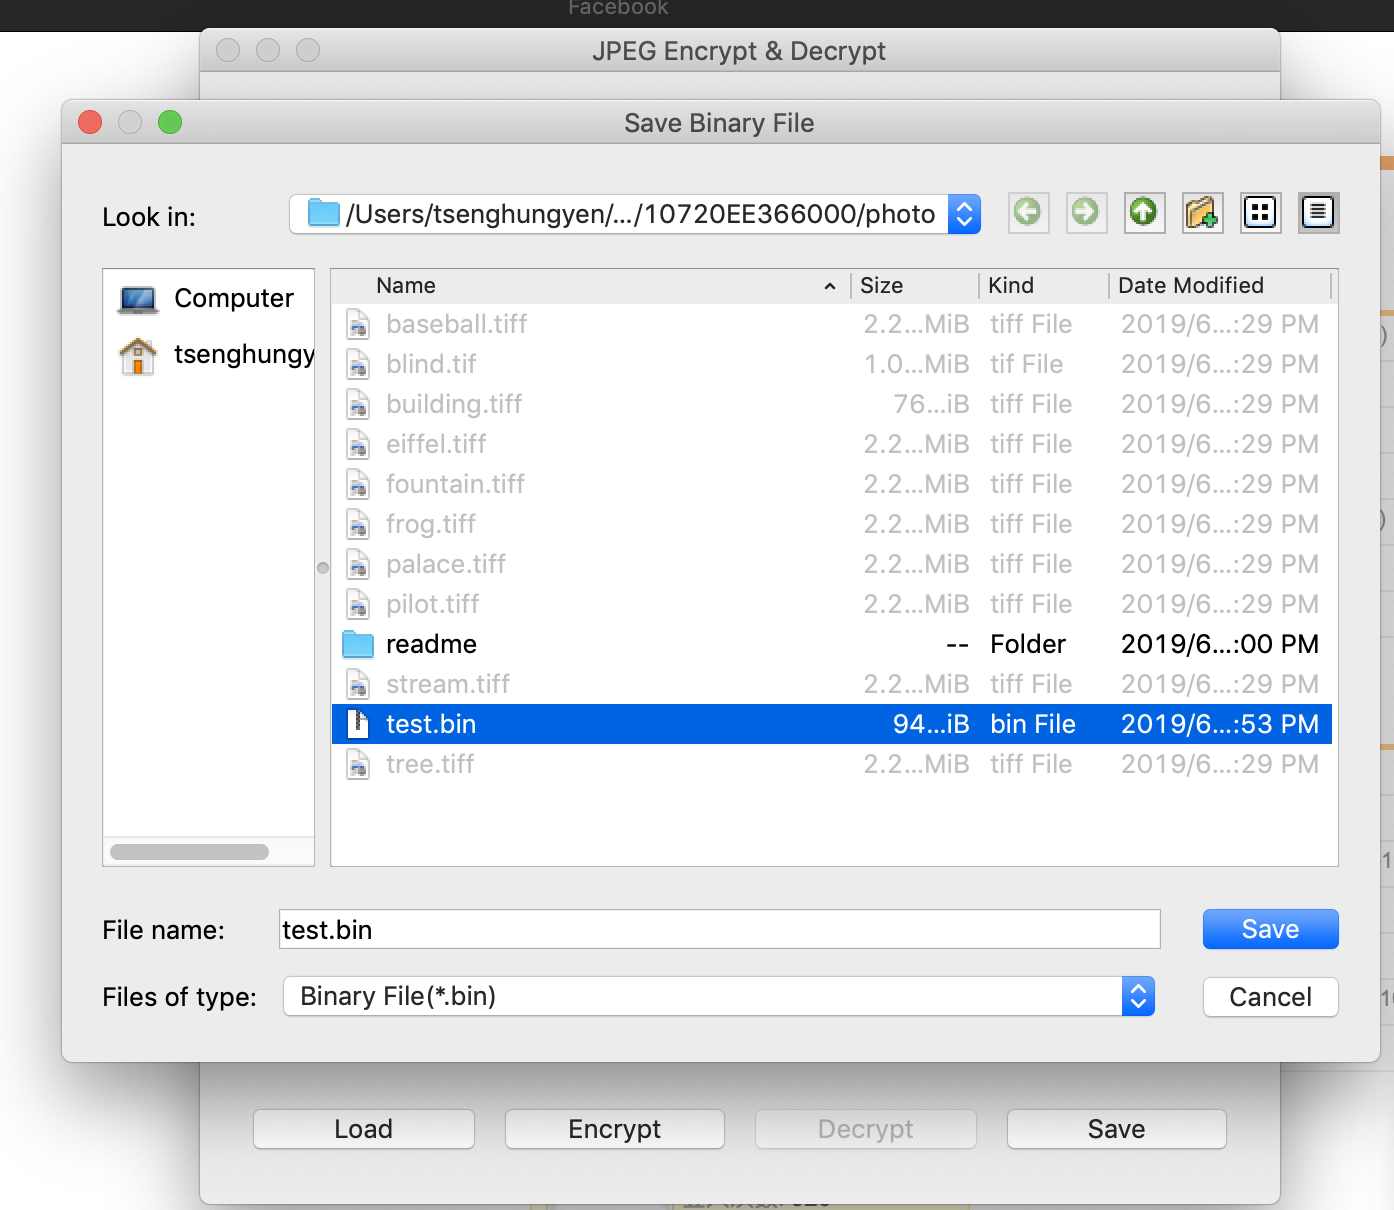 Facebook
JPEG Encrypt & Decrypt
Save Binary File
Look in: /Users/tsenghungyen/.../10720EE366000/photo
Computer
tsenghungy
Name Size Kind Date Modified
baseball.tiff 2.2...MiB tiff File 2019/6...:29 PM
blind.tif 1.0...MiB tif File 2019/6...:29 PM
building.tiff 76...iB tiff File 2019/6...:29 PM
eiffel.tiff 2.2...MiB tiff File 2019/6...:29 PM
fountain.tiff 2.2...MiB tiff File 2019/6...:29 PM
frog.tiff 2.2...MiB tiff File 2019/6...:29 PM
palace.tiff 2.2...MiB tiff File 2019/6...:29 PM
pilot.tiff 2.2...MiB tiff File 2019/6...:29 PM
readme -- Folder 2019/6...:00 PM
stream.tiff 2.2...MiB tiff File 2019/6...:29 PM
test.bin 94...iB bin File 2019/6...:53 PM
tree.tiff 2.2...MiB tiff File 2019/6...:29 PM
File name: test.bin Save
Files of type: Binary File(*.bin) Cancel
Load Encrypt Decrypt Save